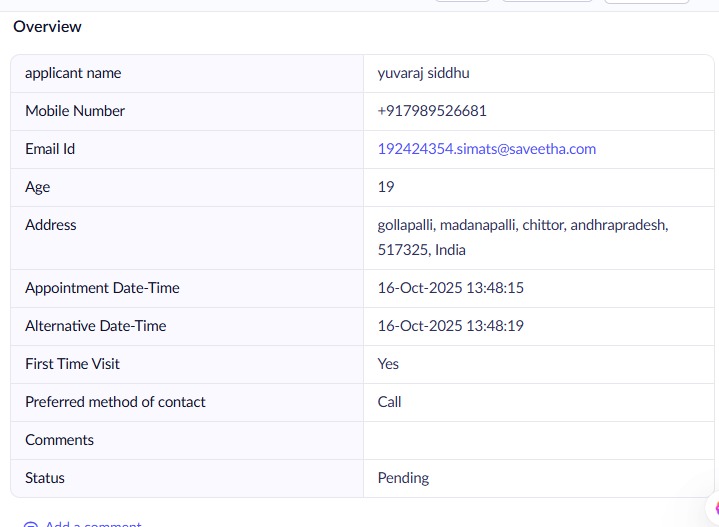 Overview
applicant name yuvaraj siddhu
Mobile Number +917989526681
Email Id 192424354.simats@saveetha.com
Age 19
Address gollapalli, madanapalli, chittor, andhrapradesh,
517325, India
Appointment Date-Time 16-Oct-2025 13:48:15
Alternative Date-Time 16-Oct-2025 13:48:19
First Time Visit Yes
Preferred method of contact Call
Comments
Status Pending
Add a comment